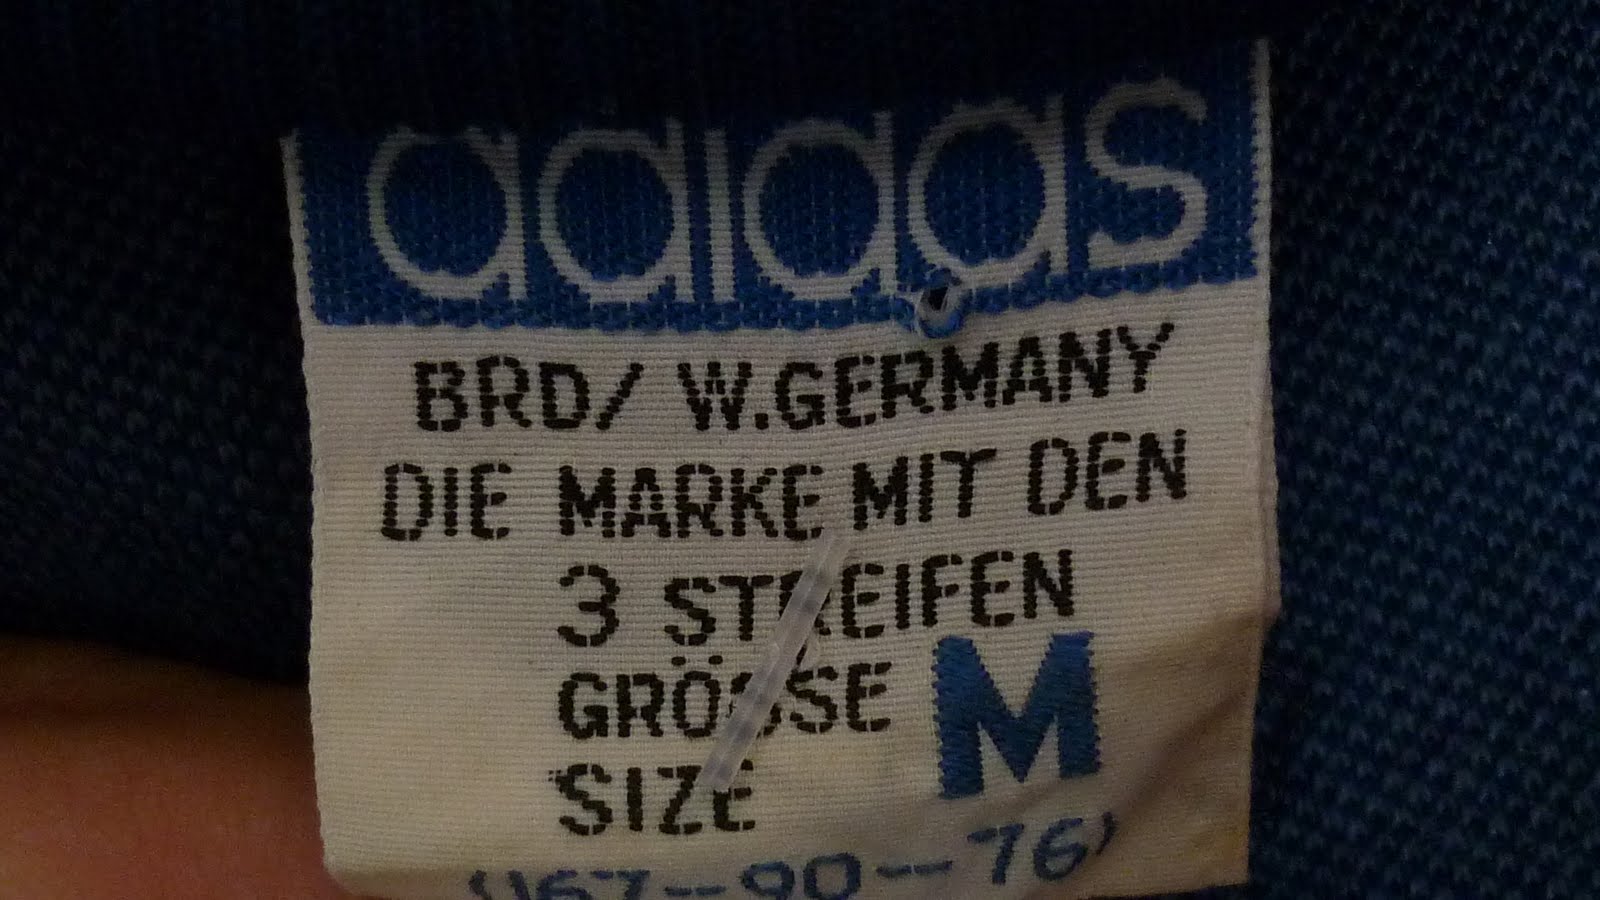 adidas
BRD/ W.GERMANY
DIE MARKE MIT DEN
3 STREIFEN
GRÖSSE M
SIZE